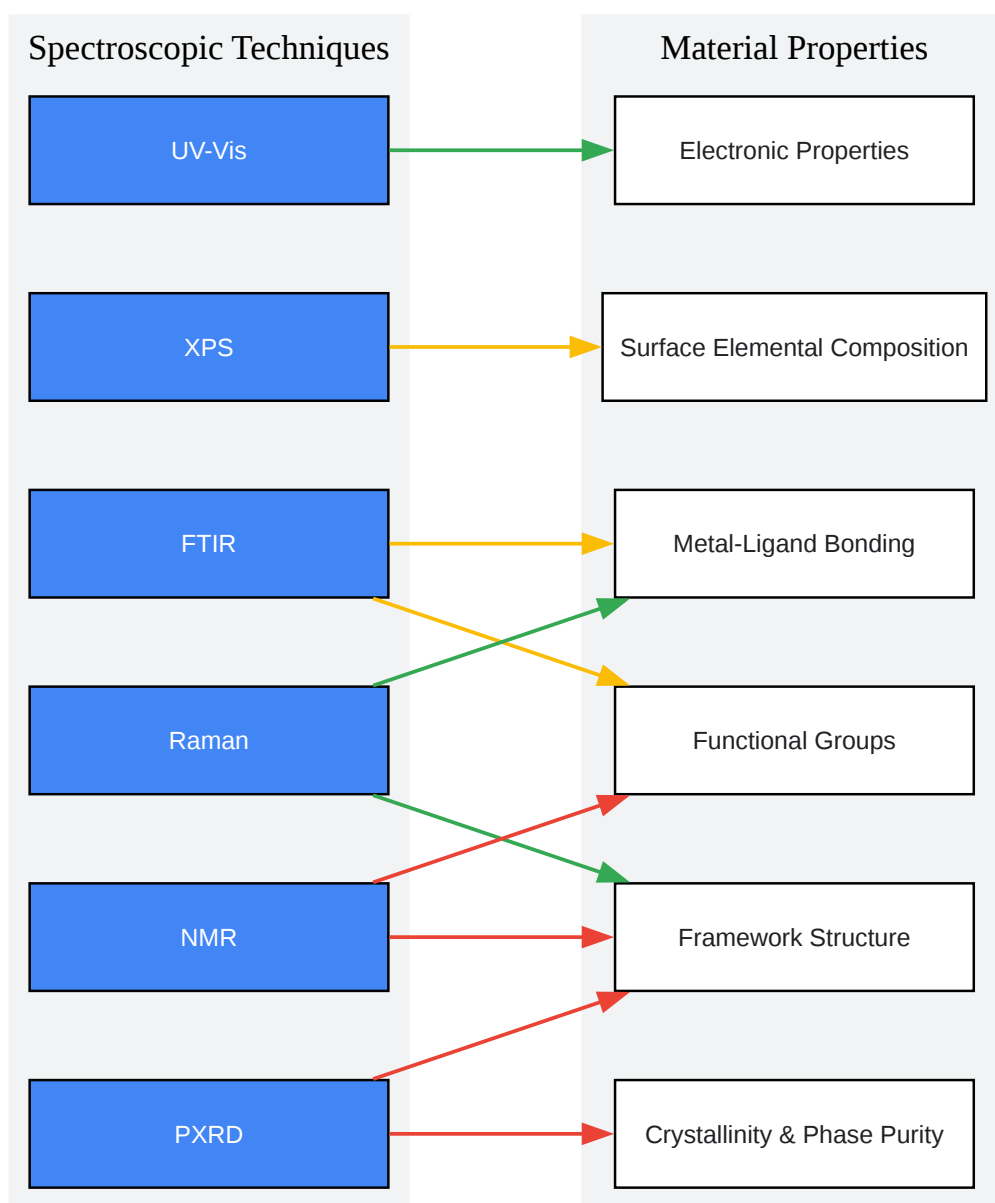 Spectroscopic Techniques
Material Properties
UV-Vis
Electronic Properties
XPS
Surface Elemental Composition
FTIR
Metal-Ligand Bonding
Raman
Functional Groups
NMR
Framework Structure
PXRD
Crystallinity & Phase Purity